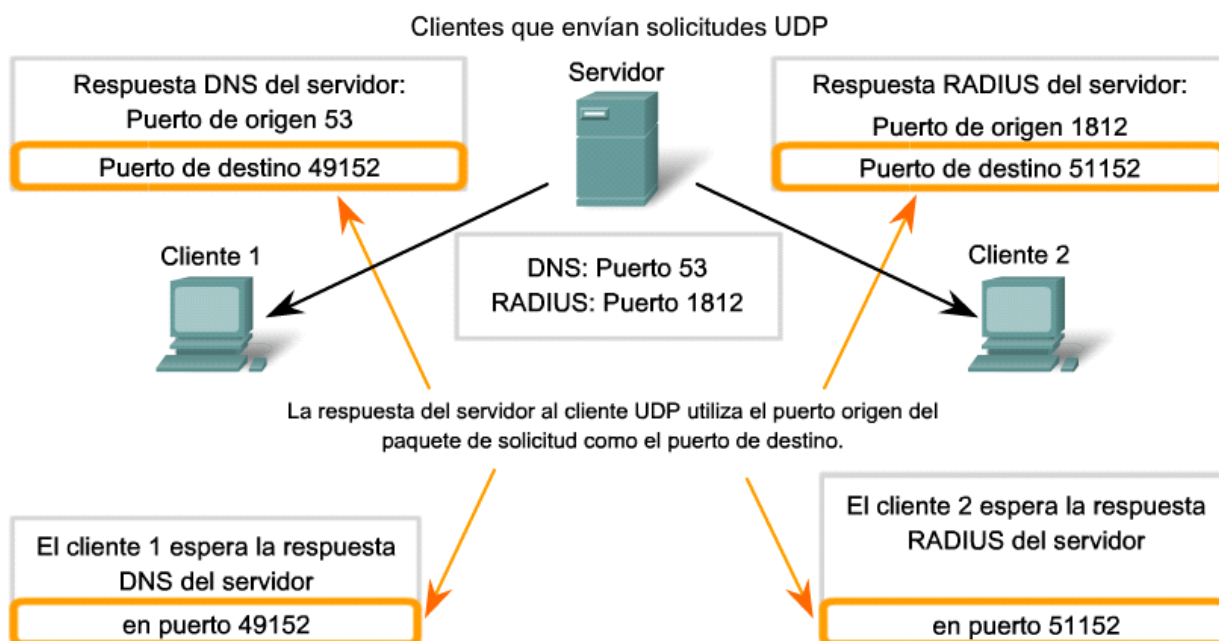 Clientes que envían solicitudes UDP
Respuesta DNS del servidor:
Puerto de origen 53
Puerto de destino 49152
Servidor
Respuesta RADIUS del servidor:
Puerto de origen 1812
Puerto de destino 51152
Cliente 1
DNS: Puerto 53
RADIUS: Puerto 1812
Cliente 2
La respuesta del servidor al cliente UDP utiliza el puerto origen del
paquete de solicitud como el puerto de destino.
El cliente 1 espera la respuesta
DNS del servidor
en puerto 49152
El cliente 2 espera la respuesta
RADIUS del servidor
en puerto 51152